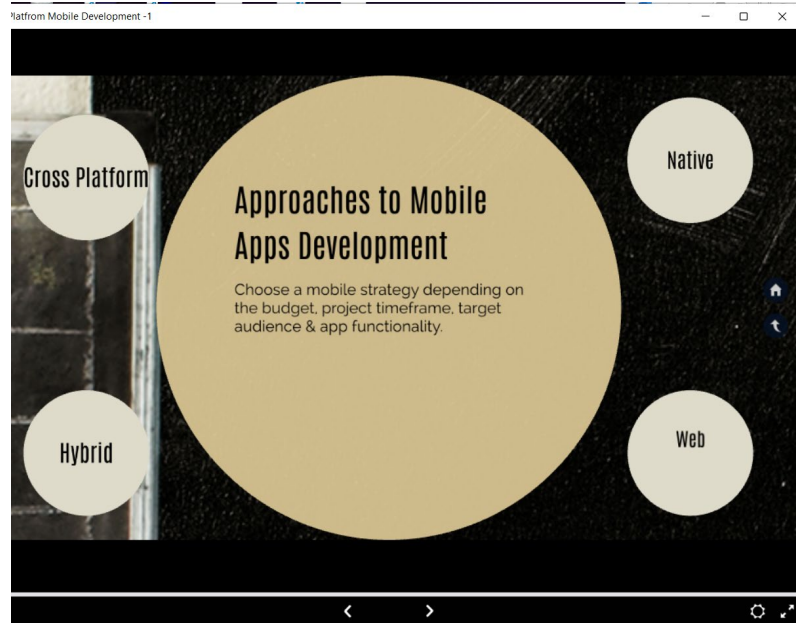 Platfrom Mobile Development -1
Cross Platform
Native
Approaches to Mobile
Apps Development
Choose a mobile strategy depending on
the budget, project timeframe, target
audience & app functionality.
Hybrid
Web